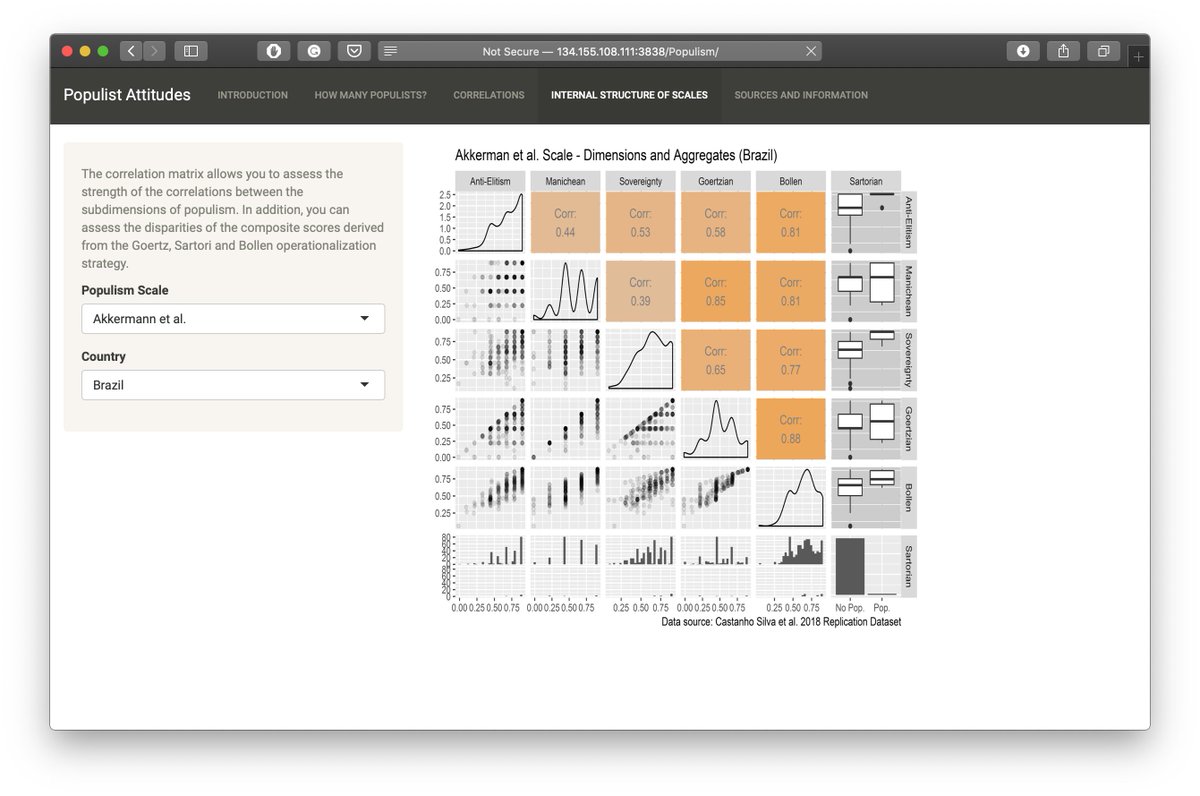 Not Secure — 134.155.108.111:3838/Populism/
Populist Attitudes INTRODUCTION HOW MANY POPULISTS? CORRELATIONS INTERNAL STRUCTURE OF SCALES SOURCES AND INFORMATION
The correlation matrix allows you to assess the
strength of the correlations between the
subdimensions of populism. In addition, you can
assess the disparities of the composite scores derived
from the Goertz, Sartori and Bollen operationalization
strategy.
Populism Scale
Akkermann et al.
Country
Brazil
Akkerman et al. Scale - Dimensions and Aggregates (Brazil)
Anti-Elitism Manichean Sovereignty Goertzian Bollen Sartorian
2.5
2.0
1.5
1.0
0.5
0.0
Corr:
0.44
Corr:
0.53
Corr:
0.58
Corr:
0.81
Anti-Elitism
0.75
0.50
0.25
0.00
Corr:
0.39
Corr:
0.85
Corr:
0.81
Manichean
0.75
0.50
0.25
Corr:
0.65
Corr:
0.77
Sovereignty
0.75
0.50
0.25
0.00
Corr:
0.88
Goertzian
0.75
0.50
0.25
Bollen
80
60
40
20
0
80
60
40
20
0
Sartorian
0.00 0.25 0.50 0.75 0.00 0.25 0.50 0.75 0.25 0.50 0.75 0.00 0.25 0.50 0.75 0.25 0.50 0.75 No Pop. Pop.
Data source: Castanho Silva et al. 2018 Replication Dataset